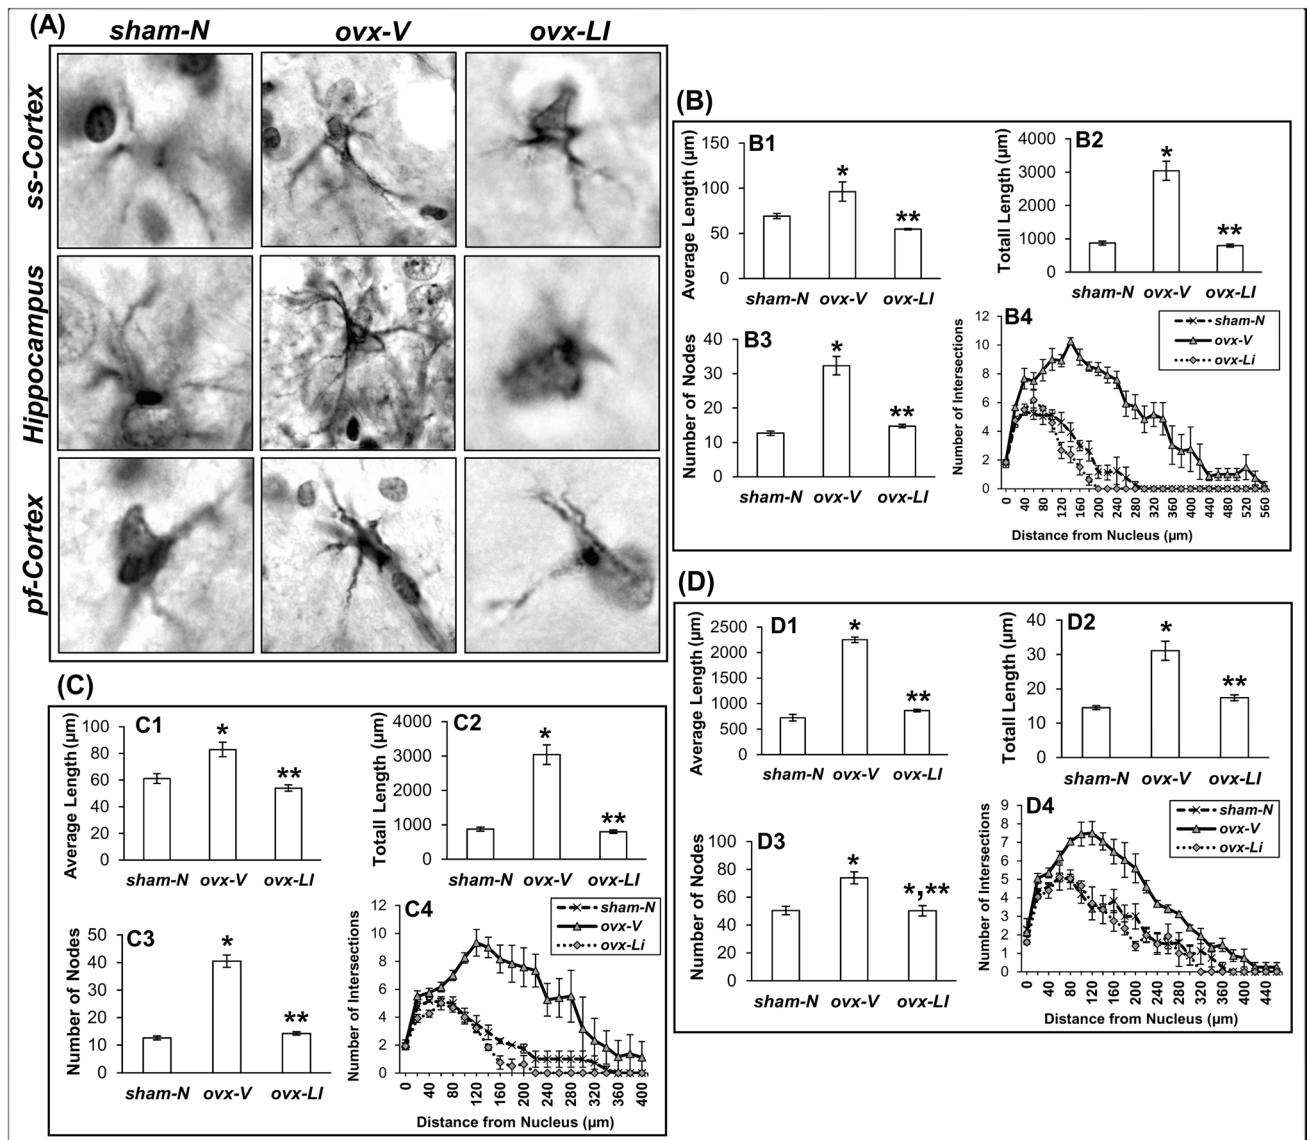 (A)
sham-N ovx-V ovx-LI
ss-Cortex
Hippocampus
pf-Cortex
(B)
B1
Average Length (µm)
150
100
50
0
*
**
sham-N ovx-V ovx-LI
B2
Totall Length (µm)
4000
3000
2000
1000
0
*
**
sham-N ovx-V ovx-LI
B3
Number of Nodes
40
30
20
10
0
*
**
sham-N ovx-V ovx-LI
B4
Number of Intersections
12
10
8
6
4
2
0
sham-N
ovx-V
ovx-Li
0 40 80 120 160 200 240 280 320 360 400 440 480 520 560
Distance from Nucleus (µm)
(C)
C1
Average Length (µm)
100
80
60
40
20
0
*
**
sham-N ovx-V ovx-LI
C2
Totall Length (µm)
4000
3000
2000
1000
0
*
**
sham-N ovx-V ovx-LI
C3
Number of Nodes
50
40
30
20
10
0
*
**
sham-N ovx-V ovx-LI
C4
Number of Intersections
12
10
8
6
4
2
0
sham-N
ovx-V
ovx-Li
0 40 80 120 160 200 240 280 320 360 400
Distance from Nucleus (µm)
(D)
D1
Average Length (µm)
2500
2000
1500
1000
500
0
*
**
sham-N ovx-V ovx-LI
D2
Totall Length (µm)
40
30
20
10
0
*
**
sham-N ovx-V ovx-LI
D3
Number of Nodes
100
80
60
40
20
0
*
*,**
sham-N ovx-V ovx-LI
D4
Number of Intersections
9
8
7
6
5
4
3
2
1
0
sham-N
ovx-V
ovx-Li
0 40 80 120 160 200 240 280 320 360 400 440
Distance from Nucleus (µm)